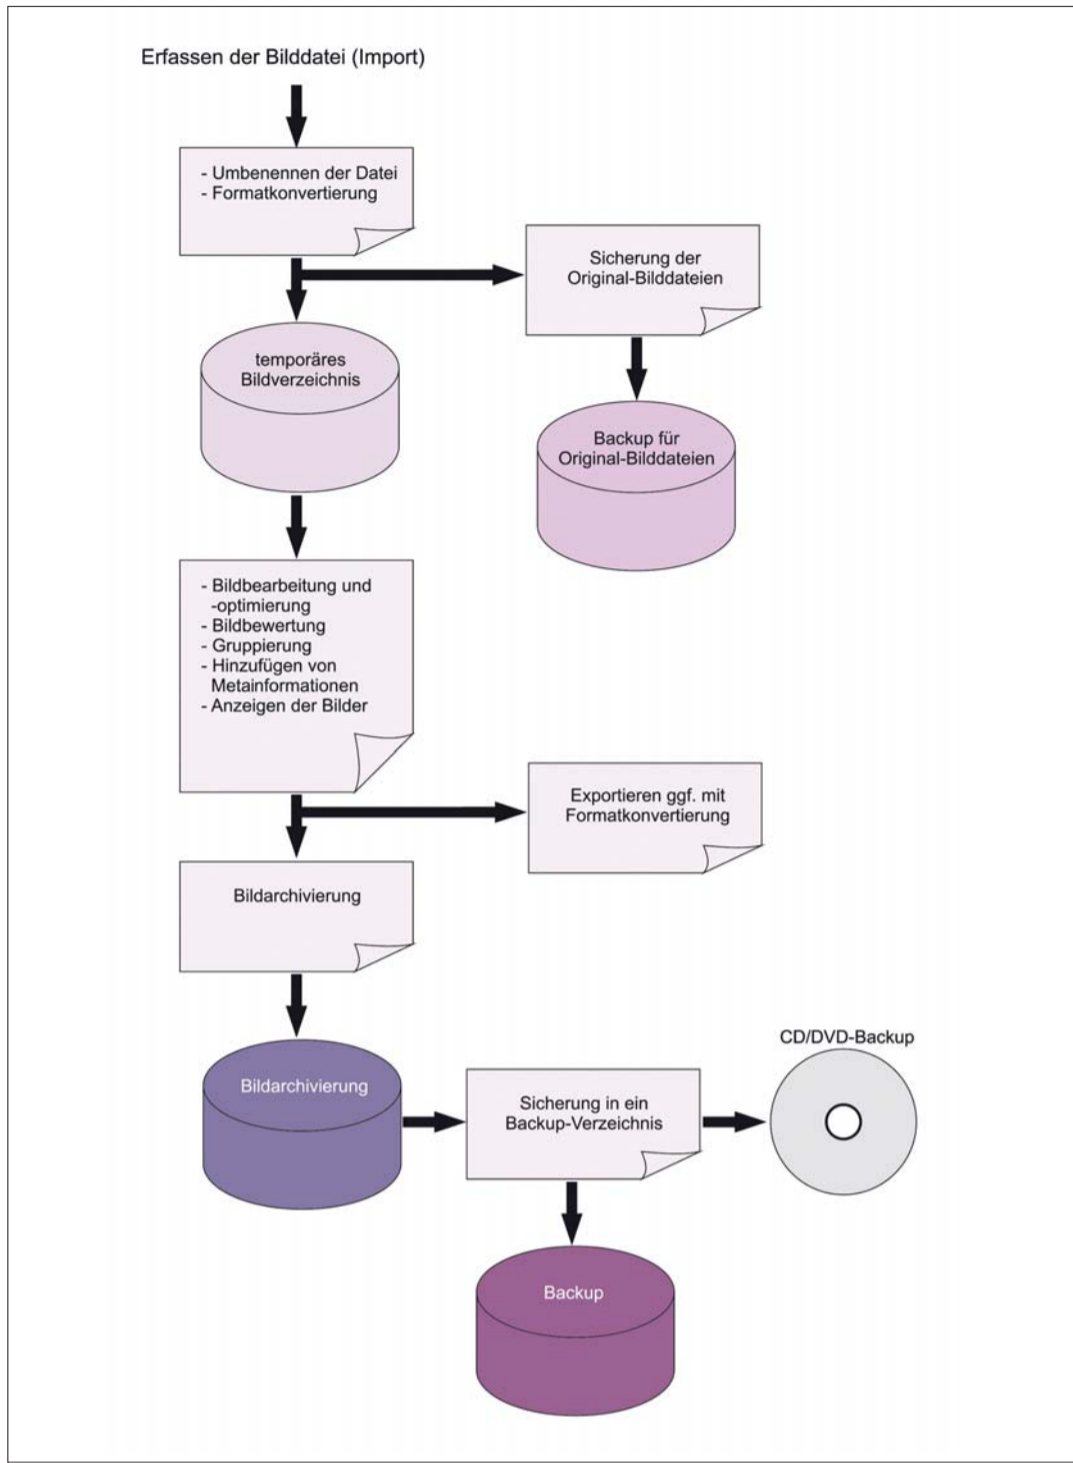 Erfassen der Bilddatei (Import)
- Umbenennen der Datei
- Formatkonvertierung
Sicherung der
Original-Bilddateien
temporäres
Bildverzeichnis
Backup für
Original-Bilddateien
- Bildbearbeitung und
-optimierung
- Bildbewertung
- Gruppierung
- Hinzufügen von
Metainformationen
- Anzeigen der Bilder
Exportieren ggf. mit
Formatkonvertierung
Bildarchivierung
Bildarchivierung
Sicherung in ein
Backup-Verzeichnis
CD/DVD-Backup
Backup